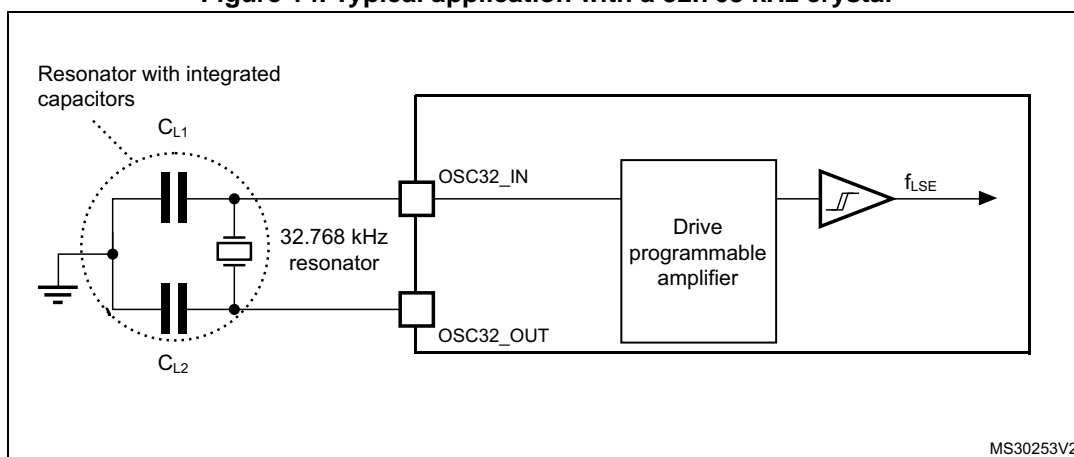 Figure 14. Typical application with a 32.768 kHz crystal
Resonator with integrated
capacitors
CL1
OSC32_IN
fLSE
32.768 kHz
resonator
Drive
programmable
amplifier
OSC32_OUT
CL2
MS30253V2